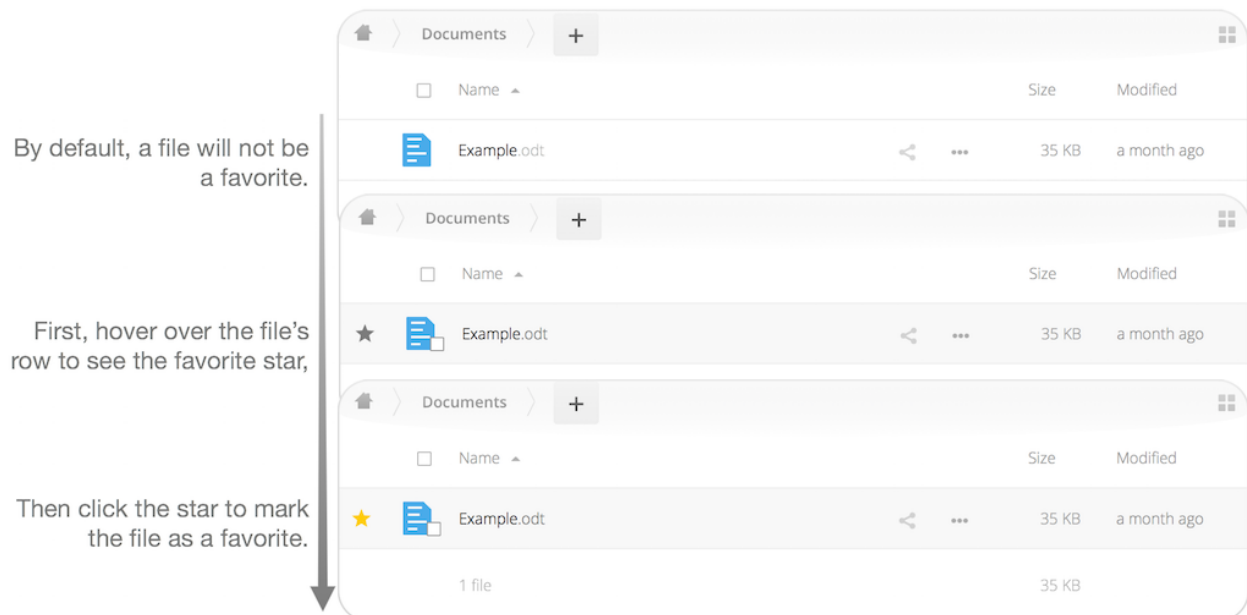 Documents +
Name Size Modified
By default, a file will not be
a favorite.
Example.odt 35 KB a month ago
Documents +
Name Size Modified
First, hover over the file’s
row to see the favorite star,
Example.odt 35 KB a month ago
Documents +
Name Size Modified
Then click the star to mark
the file as a favorite.
Example.odt 35 KB a month ago
1 file 35 KB